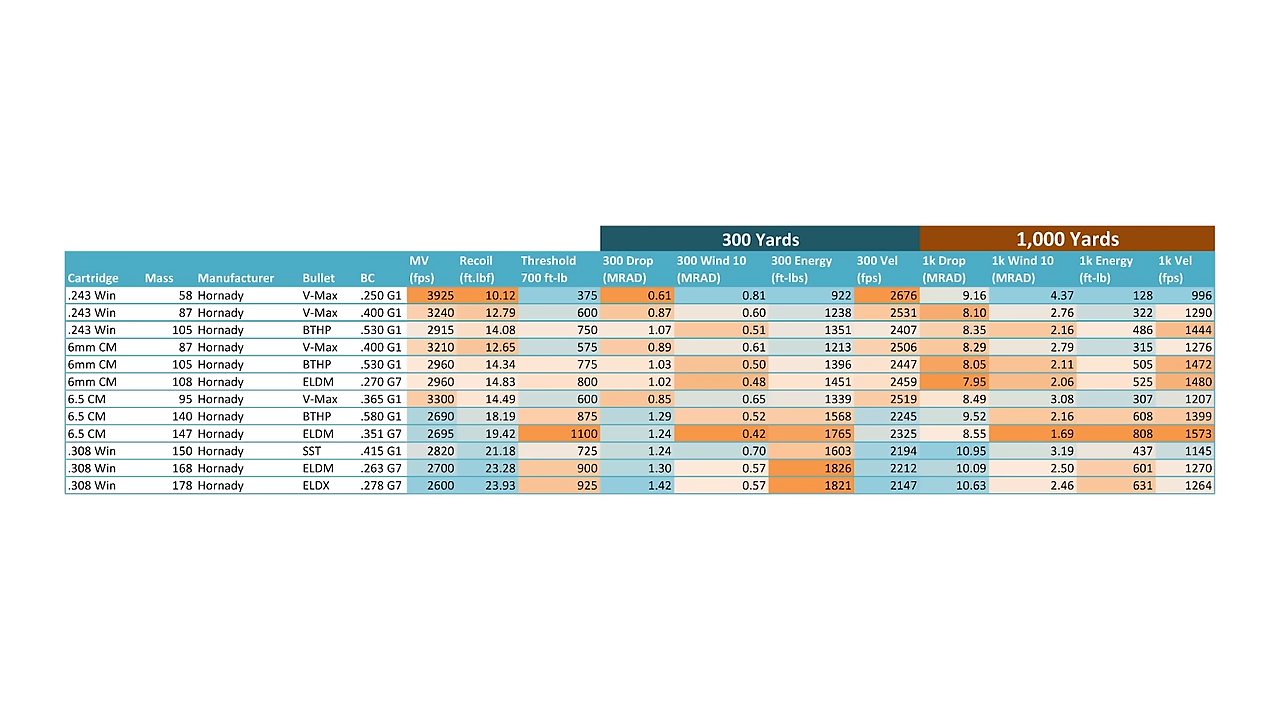 300 Yards 1,000 Yards
MV Recoil Threshold 300 Drop 300 Wind 10 300 Energy 300 Vel 1k Drop 1k Wind 10 1k Energy 1k Vel
Cartridge Mass Manufacturer Bullet BC (fps) (ft.lbf) 700 ft-lb (MRAD) (MRAD) (ft-lbs) (fps) (MRAD) (MRAD) (ft-lb) (fps)
.243 Win 58 Hornady V-Max .250 G1 3925 10.12 375 0.61 0.81 922 2676 9.16 4.37 128 996
.243 Win 87 Hornady V-Max .400 G1 3240 12.79 600 0.87 0.60 1238 2531 8.10 2.76 322 1290
.243 Win 105 Hornady BTHP .530 G1 2915 14.08 750 1.07 0.51 1351 2407 8.35 2.16 486 1444
6mm CM 87 Hornady V-Max .400 G1 3210 12.65 575 0.89 0.61 1213 2506 8.29 2.79 315 1276
6mm CM 105 Hornady BTHP .530 G1 2960 14.34 775 1.03 0.50 1396 2447 8.05 2.11 505 1472
6mm CM 108 Hornady ELDM .270 G7 2960 14.83 800 1.02 0.48 1451 2459 7.95 2.06 525 1480
6.5 CM 95 Hornady V-Max .365 G1 3300 14.49 600 0.85 0.65 1339 2519 8.49 3.08 307 1207
6.5 CM 140 Hornady BTHP .580 G1 2690 18.19 875 1.29 0.52 1568 2245 9.52 2.16 608 1399
6.5 CM 147 Hornady ELDM .351 G7 2695 19.42 1100 1.24 0.42 1765 2325 8.55 1.69 808 1573
.308 Win 150 Hornady SST .415 G1 2820 21.18 725 1.24 0.70 1603 2194 10.95 3.19 437 1145
.308 Win 168 Hornady ELDM .263 G7 2700 23.28 900 1.30 0.57 1826 2212 10.09 2.50 601 1270
.308 Win 178 Hornady ELDX .278 G7 2600 23.93 925 1.42 0.57 1821 2147 10.63 2.46 631 1264